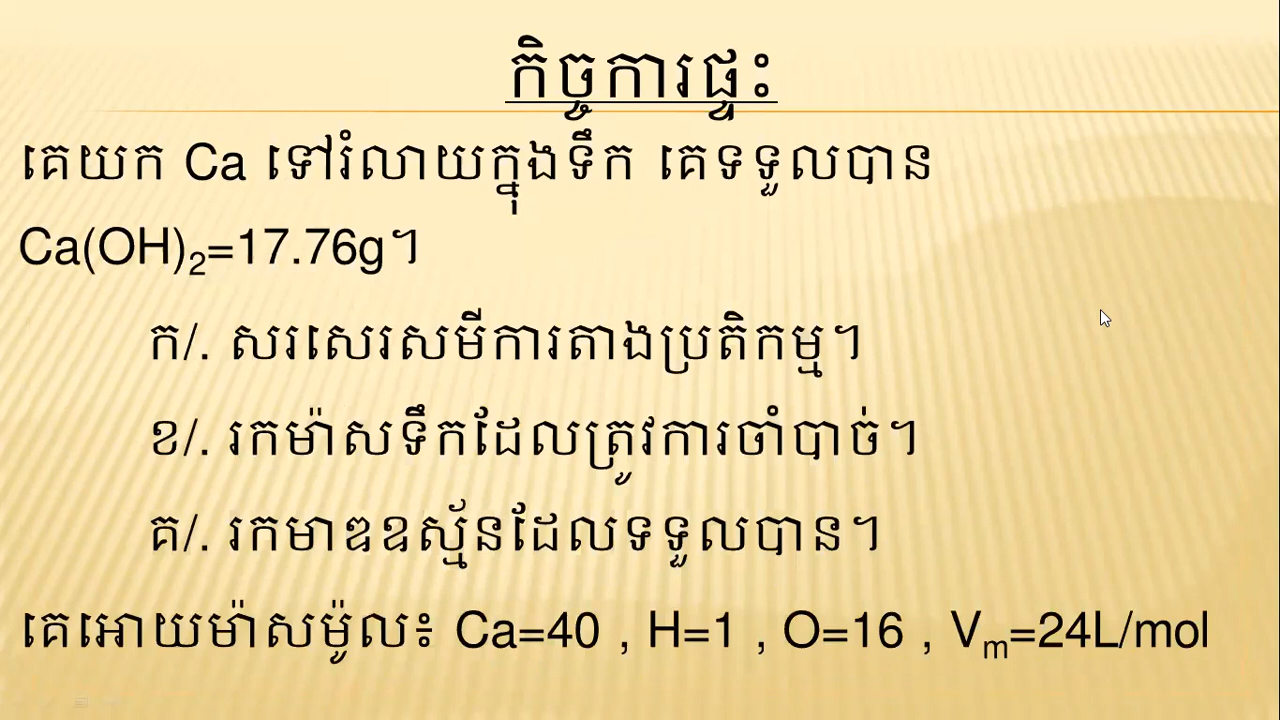 កិច្ចការផ្ទះ
គេយក Ca ទៅរំលាយក្នុងទឹក គេទទួលបាន
Ca(OH)₂=17.76g។
ក/. សរសេរសមីការតាងប្រតិកម្ម។
ខ/. រកម៉ាសទឹកដែលត្រូវការចាំបាច់។
គ/. រកមាឌឧស្ម័នដែលទទួលបាន។
គេអោយម៉ាសម៉ូល៖ Ca=40 , H=1 , O=16 , Vₘ=24L/mol